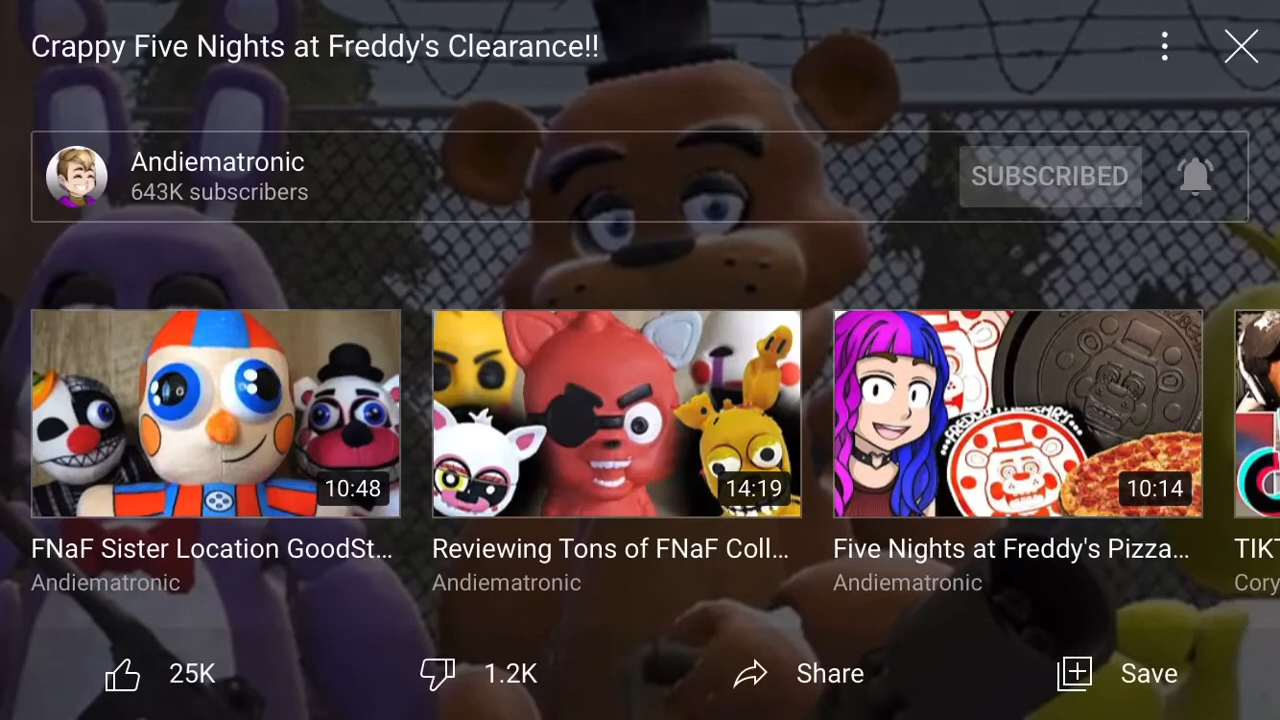 Crappy Five Nights at Freddy's Clearance!!
Andiematronic
643K subscribers
SUBSCRIBED
10:48
14:19
10:14
FNaF Sister Location GoodSt...
Reviewing Tons of FNaF Coll...
Five Nights at Freddy's Pizza...
TIKT
Andiematronic
Andiematronic
Andiematronic
Cory
25K
1.2K
Share
Save